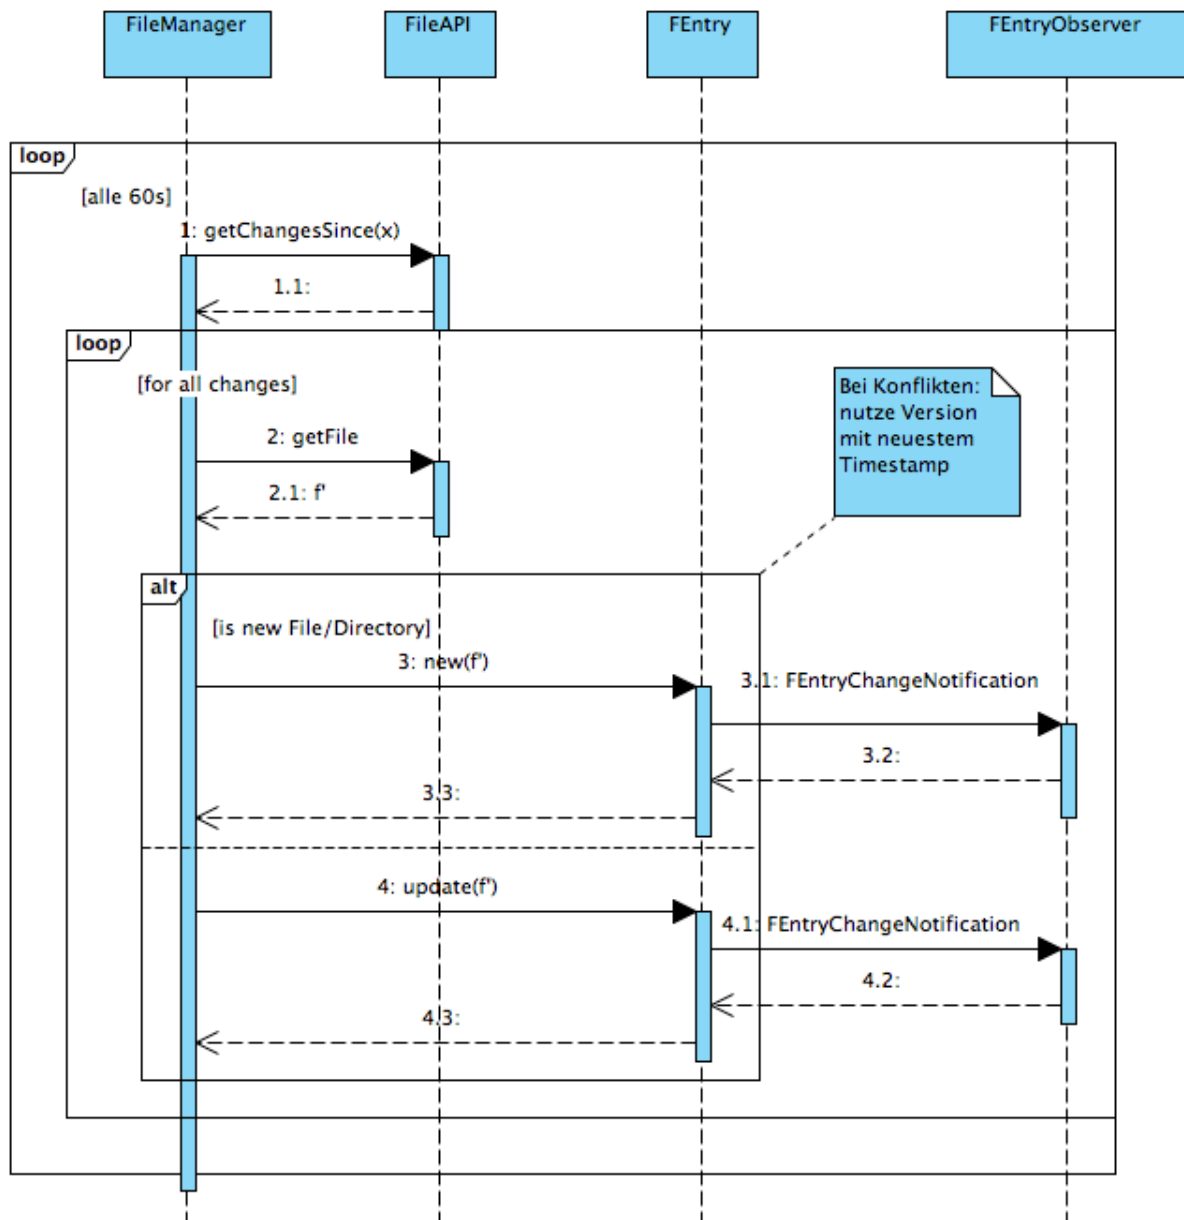 FileManager
FileAPI
FEntry
FEntryObserver
loop
[alle 60s]
1: getChangesSince(x)
1.1:
loop
[for all changes]
Bei Konflikten:
nutze Version
mit neuestem
Timestamp
2: getFile
2.1: f'
alt
[is new File/Directory]
3: new(f')
3.1: FEntryChangeNotification
3.2:
3.3:
4: update(f')
4.1: FEntryChangeNotification
4.2:
4.3: